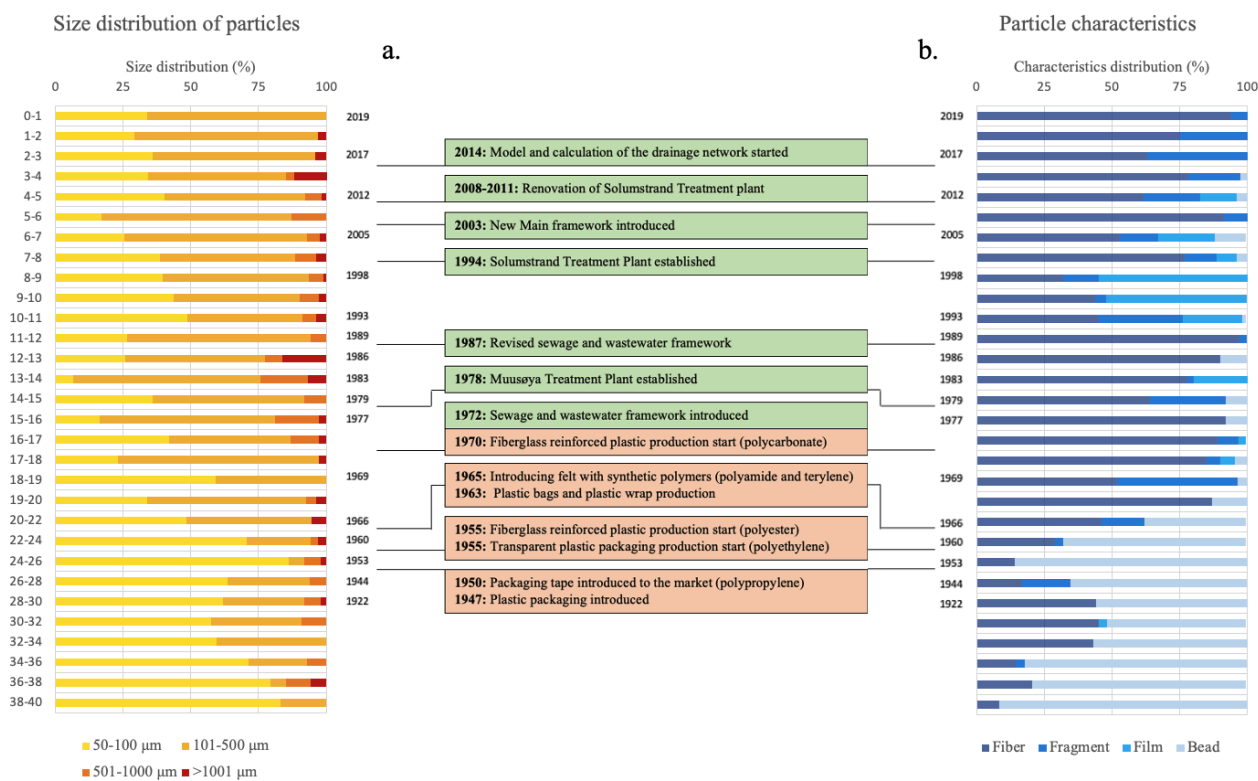 Size distribution of particles
a.
b.
Particle characteristics
Size distribution (%)
0 25 50 75 100
Characteristics distribution (%)
0 25 50 75 100
0-1
1-2
2-3
3-4
4-5
5-6
6-7
7-8
8-9
9-10
10-11
11-12
12-13
13-14
14-15
15-16
16-17
17-18
18-19
19-20
20-22
22-24
24-26
26-28
28-30
30-32
32-34
34-36
36-38
38-40
2019
2017
2012
2005
1998
1993
1989
1986
1983
1979
1977
1969
1966
1960
1953
1944
1922
2014: Model and calculation of the drainage network started
2008-2011: Renovation of Solumstrand Treatment plant
2003: New Main framework introduced
1994: Solumstrand Treatment Plant established
1987: Revised sewage and wastewater framework
1978: Muusøya Treatment Plant established
1972: Sewage and wastewater framework introduced
1970: Fiberglass reinforced plastic production start (polycarbonate)
1965: Introducing felt with synthetic polymers (polyamide and terylene)
1963: Plastic bags and plastic wrap production
1955: Fiberglass reinforced plastic production start (polyester)
1955: Transparent plastic packaging production start (polyethylene)
1950: Packaging tape introduced to the market (polypropylene)
1947: Plastic packaging introduced
2019
2017
2012
2005
1998
1993
1989
1986
1983
1979
1977
1969
1966
1960
1953
1944
1922
50-100 µm 101-500 µm
501-1000 µm >1001 µm
Fiber Fragment Film Bead